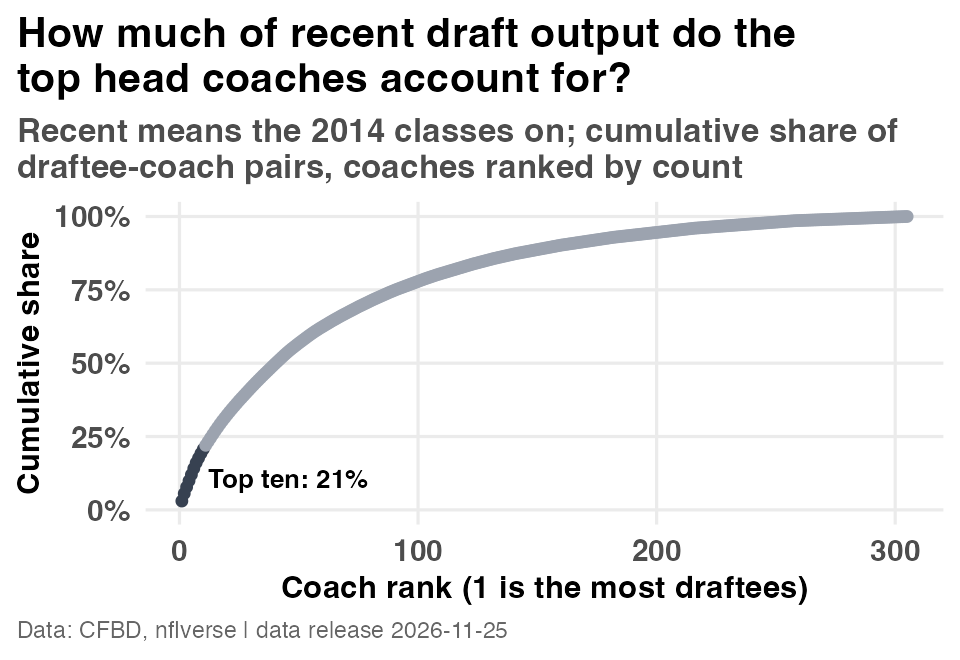 How much of recent draft output do the
top head coaches account for?
Recent means the 2014 classes on; cumulative share of
draftee-coach pairs, coaches ranked by count
Cumulative share
100%
75%
50%
25%
0%
Top ten: 21%
0 100 200 300
Coach rank (1 is the most draftees)
Data: CFBD, nflverse | data release 2026-11-25